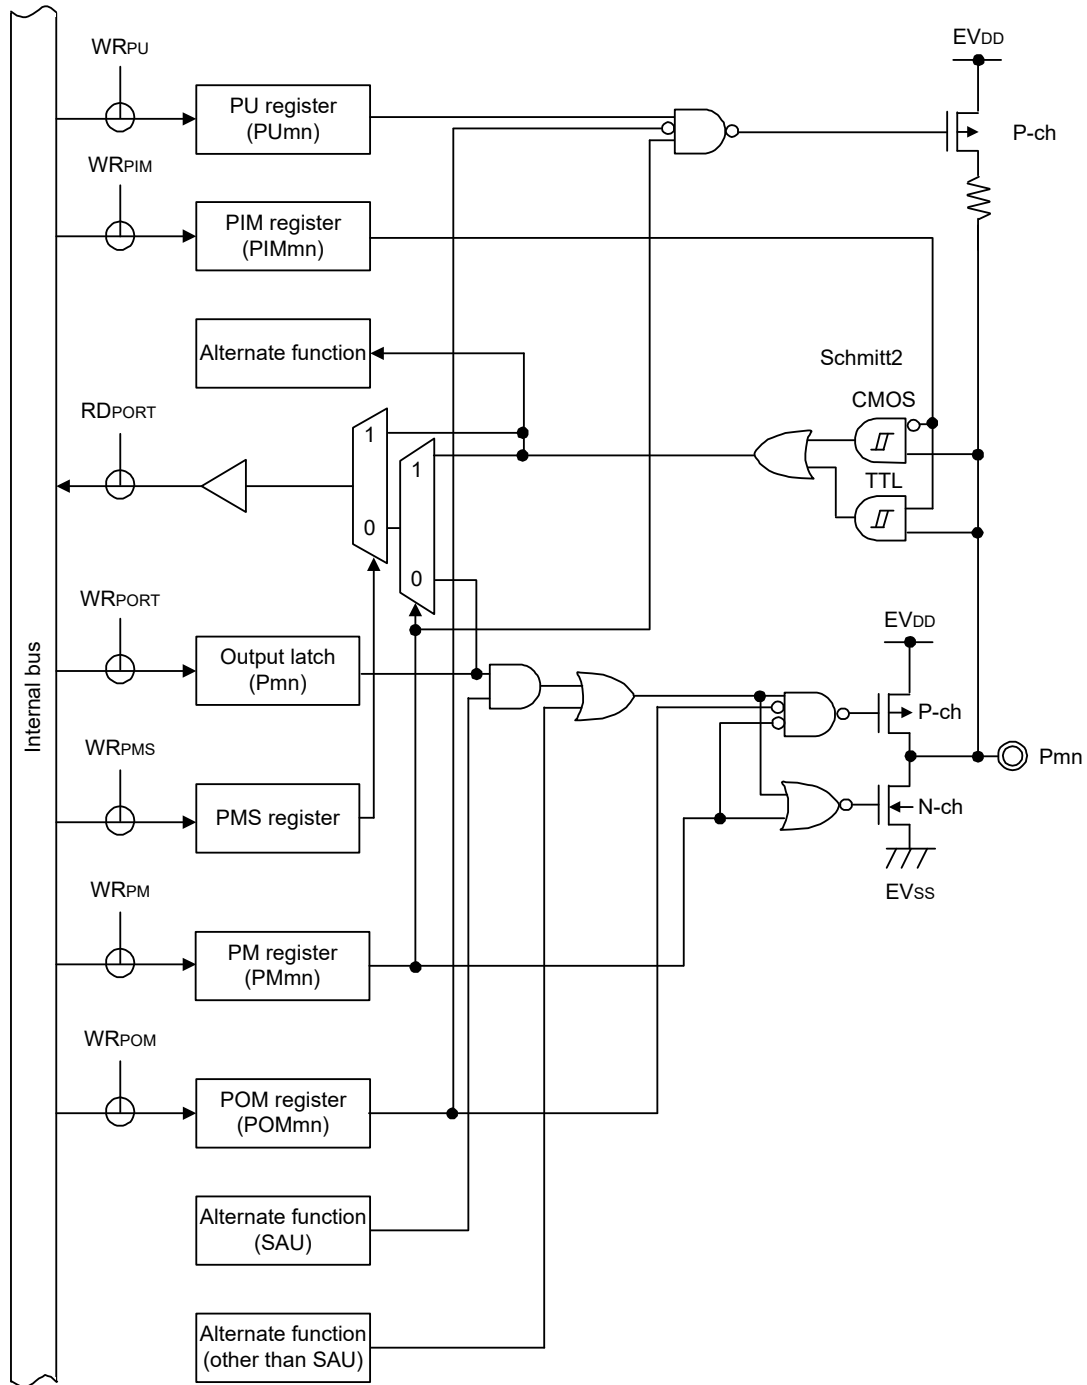 WRPU
PU register
(PUmn)
EVDD
P-ch
WRPIM
PIM register
(PIMmn)
Alternate function
Schmitt2
CMOS
RDPORT
1
0
1
0
TTL
WRPORT
Output latch
(Pmn)
EVDD
P-ch
Pmn
N-ch
EVSS
Internal bus
WRPMS
PMS register
WRPM
PM register
(PMmn)
WRPOM
POM register
(POMmn)
Alternate function
(SAU)
Alternate function
(other than SAU)